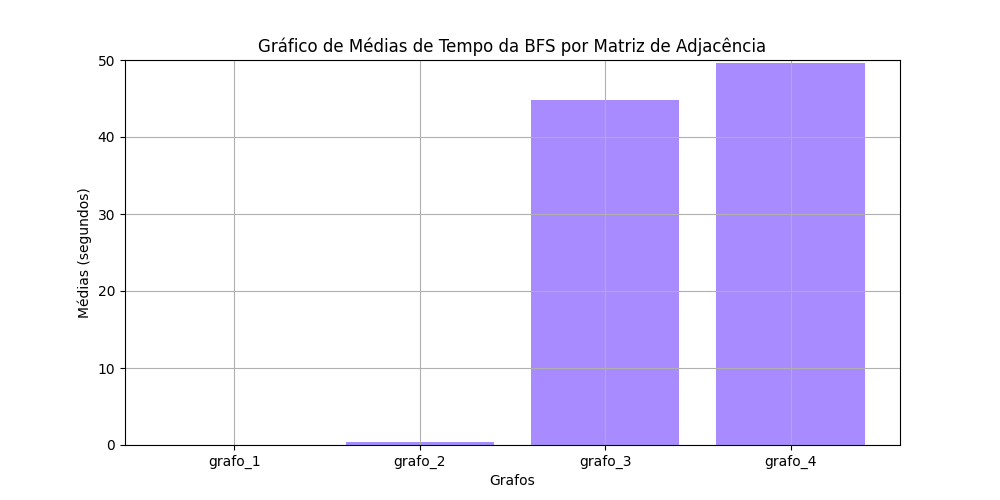 Gráfico de Médias de Tempo da BFS por Matriz de Adjacência
Médias (segundos)
50
40
30
20
10
0
grafo_1
grafo_2
grafo_3
grafo_4
Grafos